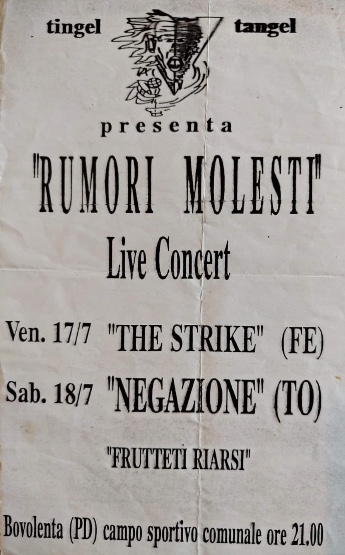 tingel tangel
presenta
"RUMORI MOLESTI"
Live Concert
Ven. 17/7 "THE STRIKE" (FE)
Sab. 18/7 "NEGAZIONE" (TO)
"FRUTTETI RIARSI"
Bovolenta (PD) campo sportivo comunale ore 21.00